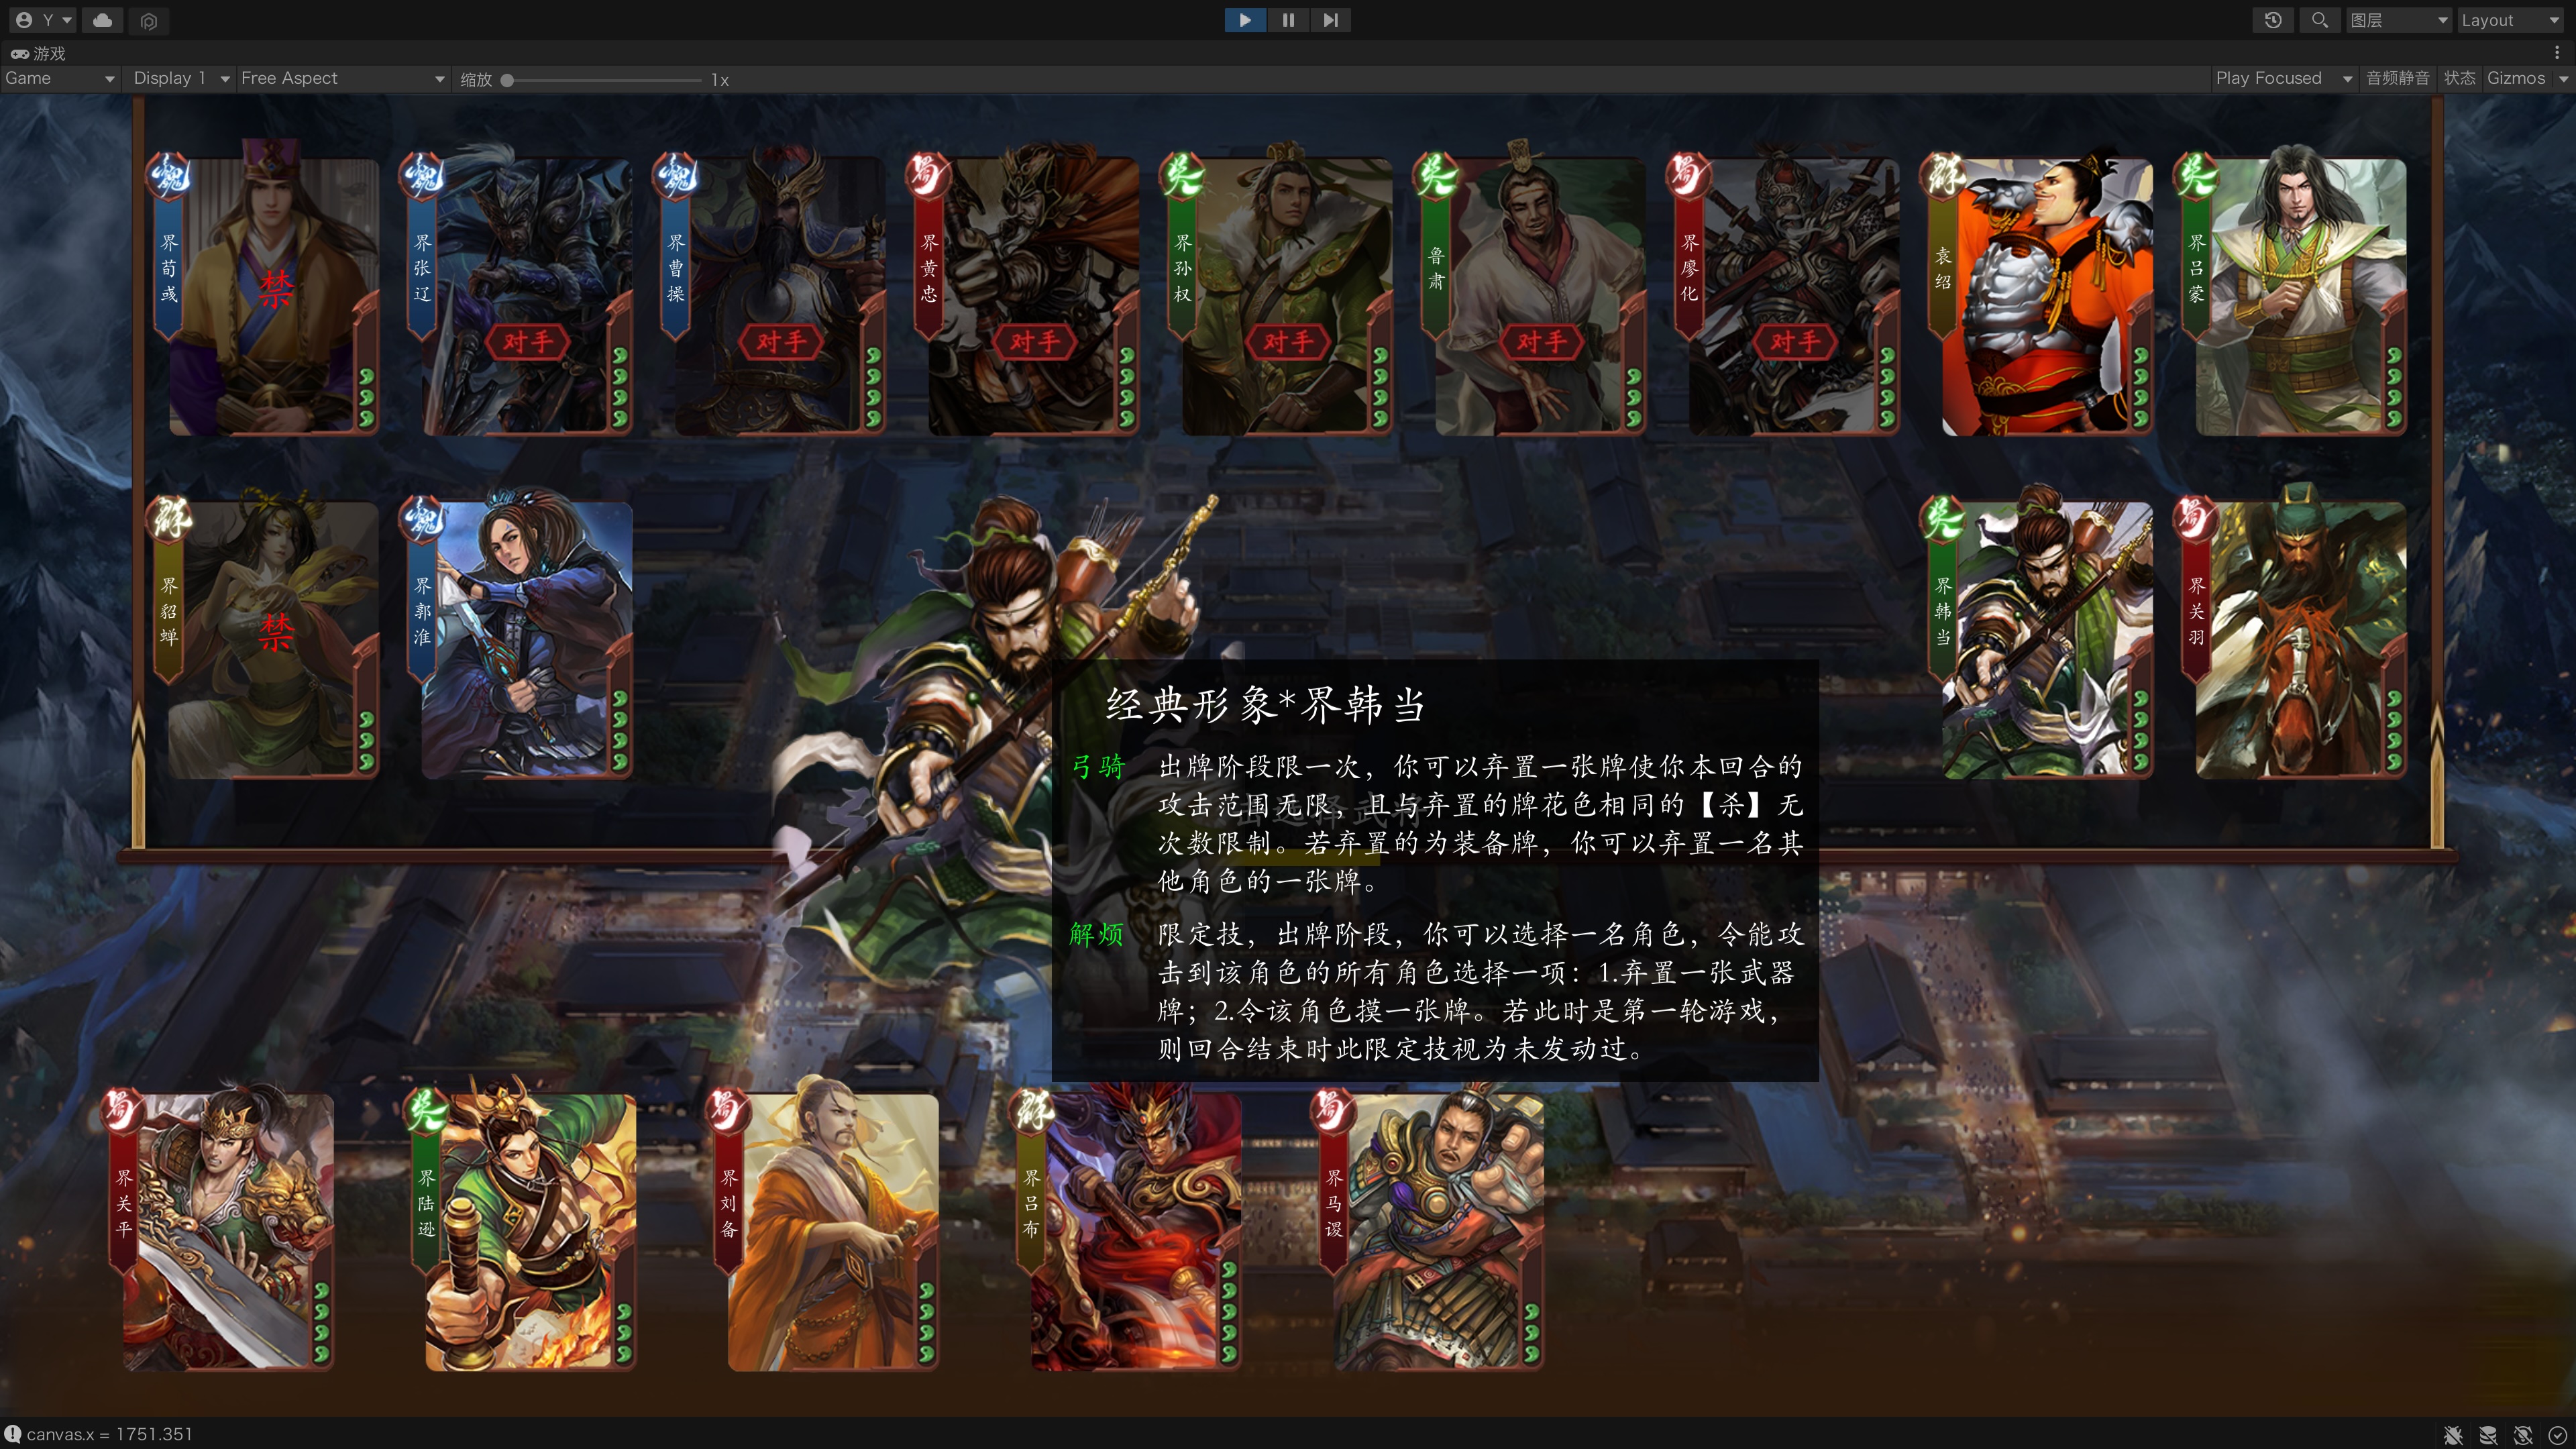 Y
图层
Layout
游戏
Game
Display 1
Free Aspect
缩放
1x
Play Focused
音频静音
状态
Gizmos
魏
界荀彧
禁
魏
界张辽
对手
魏
界曹操
对手
蜀
界黄忠
对手
吴
界孙权
对手
吴
鲁肃
对手
蜀
界廖化
对手
群
袁绍
吴
界吕蒙
群
界貂蝉
禁
魏
界郭淮
吴
界韩当
蜀
界关羽
经典形象*界韩当
弓骑
出牌阶段限一次，你可以弃置一张牌使你本回合的
攻击范围无限，且与弃置的牌花色相同的【杀】无
次数限制。若弃置的为装备牌，你可以弃置一名其
他角色的一张牌。
解烦
限定技，出牌阶段，你可以选择一名角色，令能攻
击到该角色的所有角色选择一项：1.弃置一张武器
牌；2.令该角色摸一张牌。若此时是第一轮游戏，
则回合结束时此限定技视为未发动过。
击选择武将
蜀
界关平
吴
界陆逊
蜀
界刘备
群
界吕布
蜀
界马谡
canvas.x = 1751.351